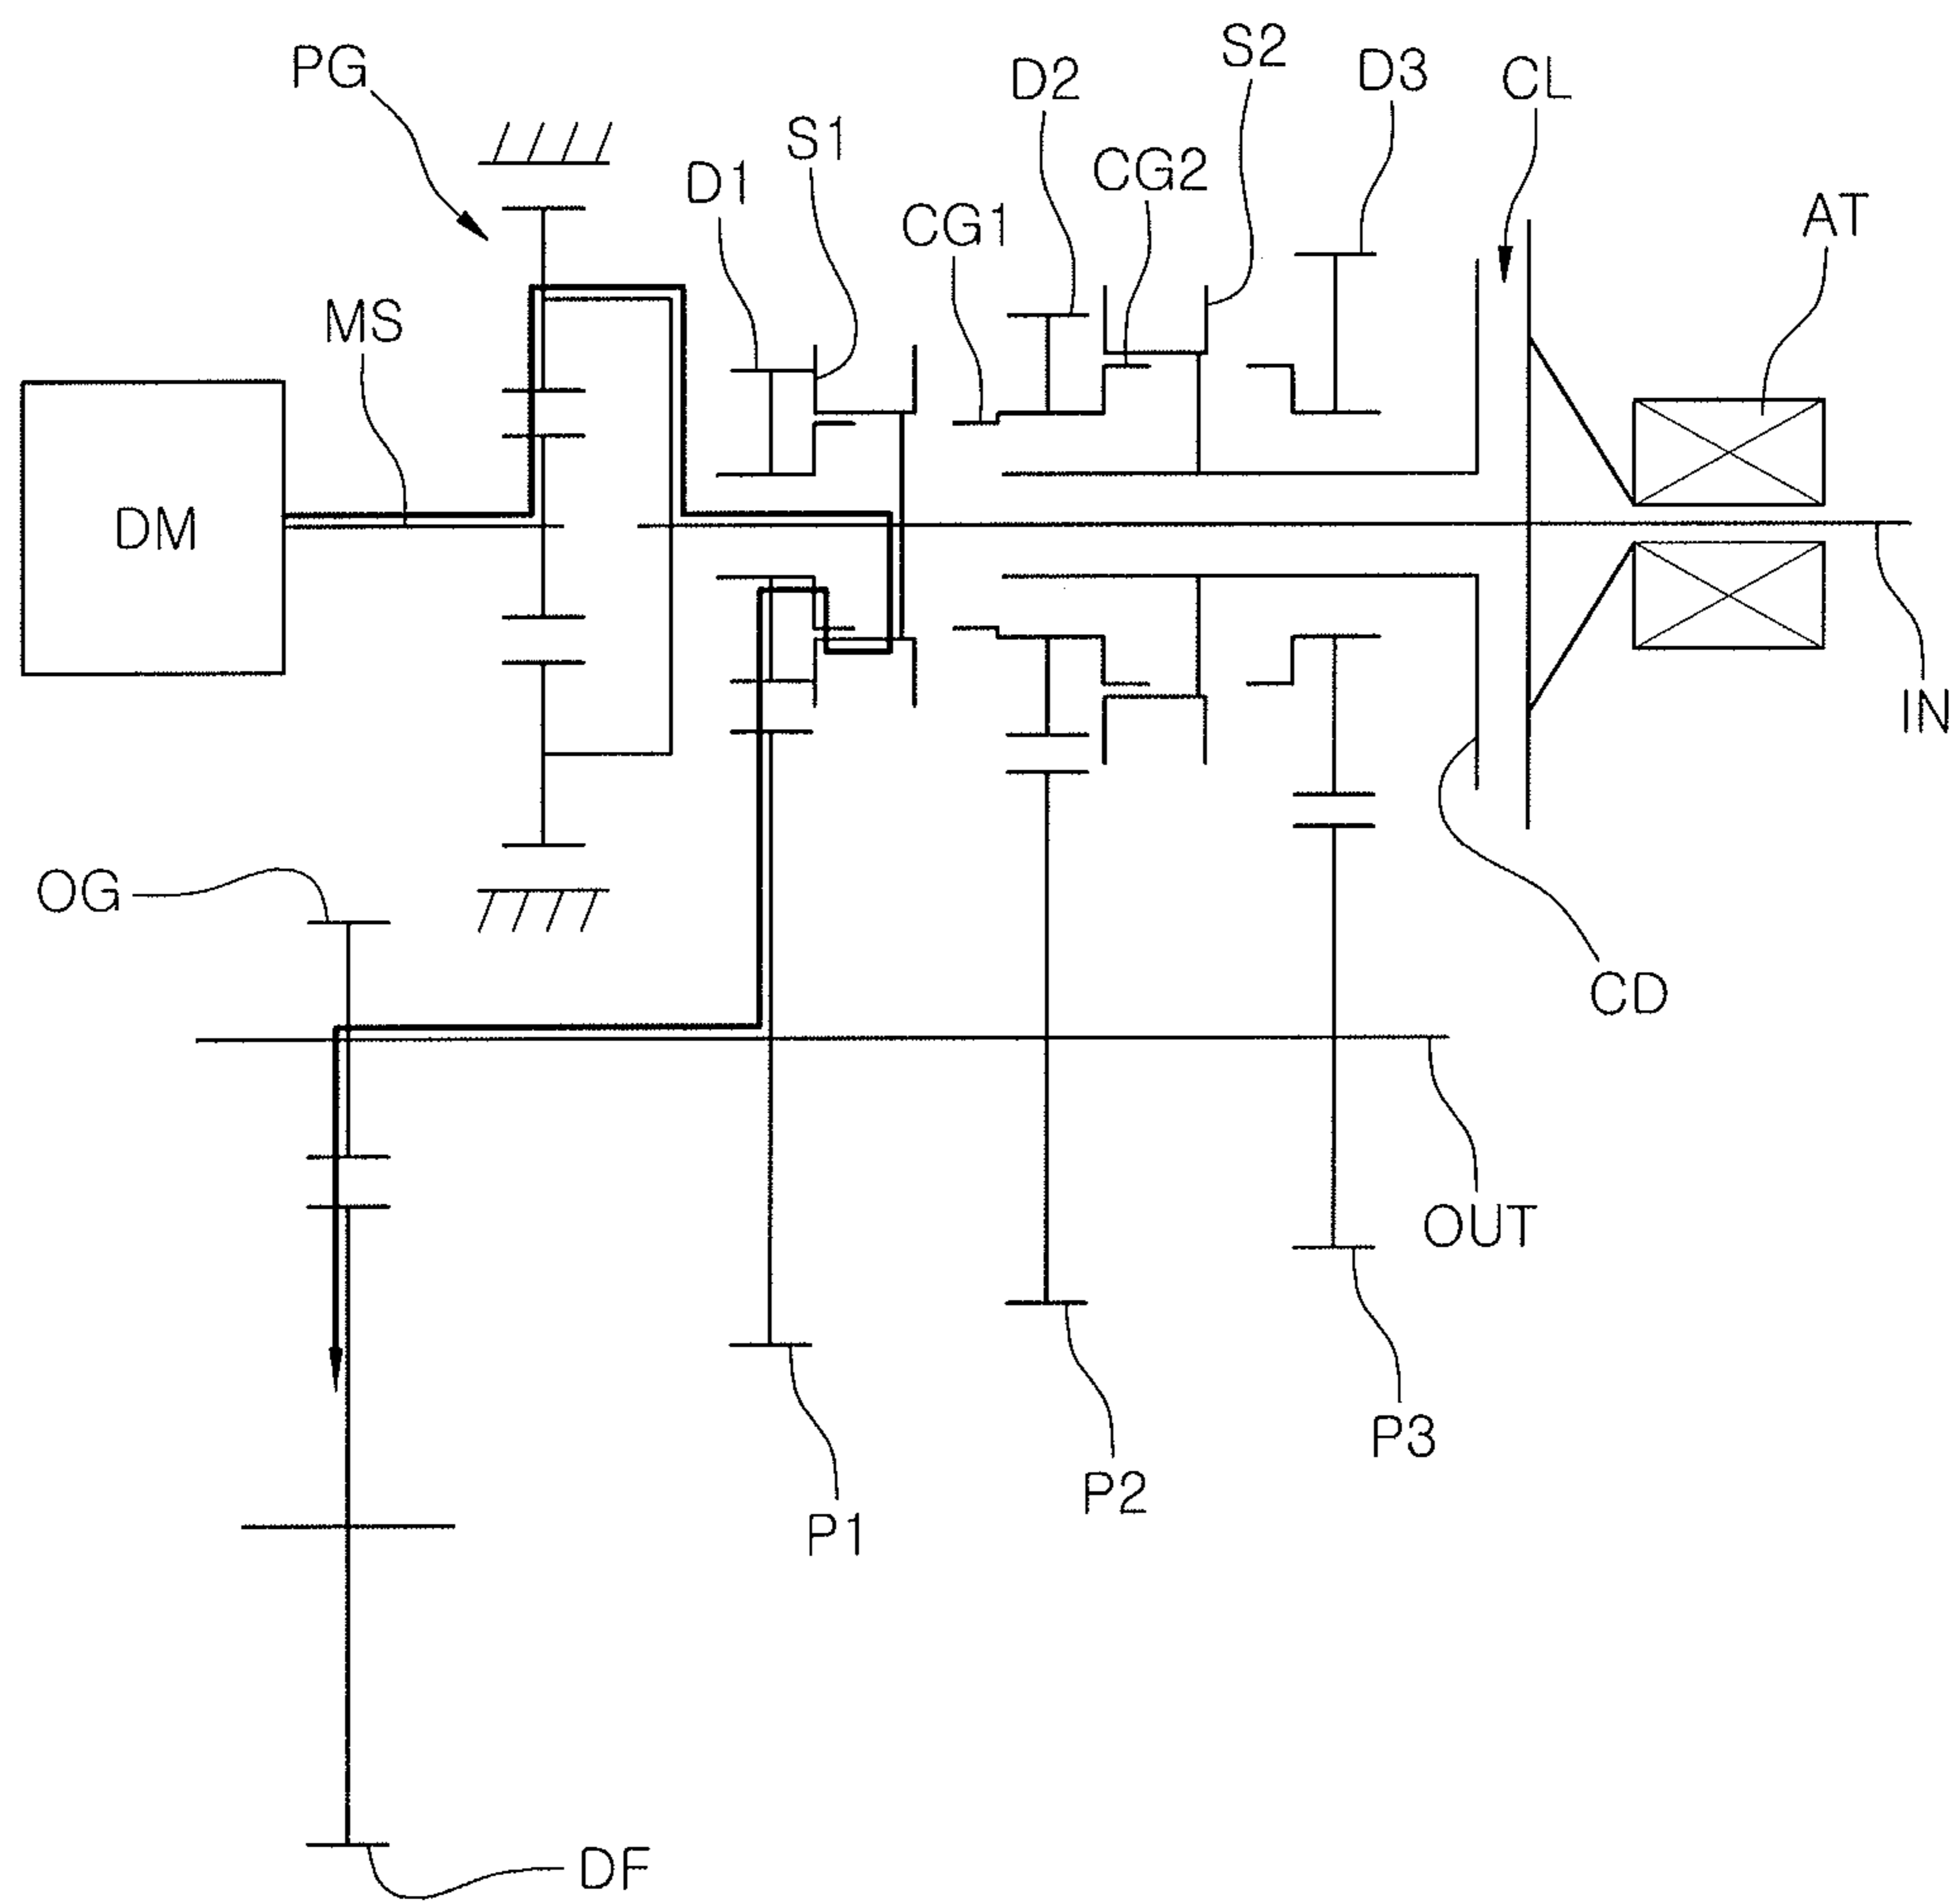 PG
D1
S1
CG1
D2
CG2
S2
D3
CL
AT
MS
DM
IN
OG
CD
OUT
P1
P2
P3
DF